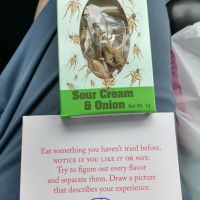 Sour Cream
& Onion
Net Wt. 1g
Eat something you haven't tried before,
NOTICE IF YOU LIKE IT OR NOT.
Try to figure out every flavor
and separate them. Draw a picture
that describes your experience.